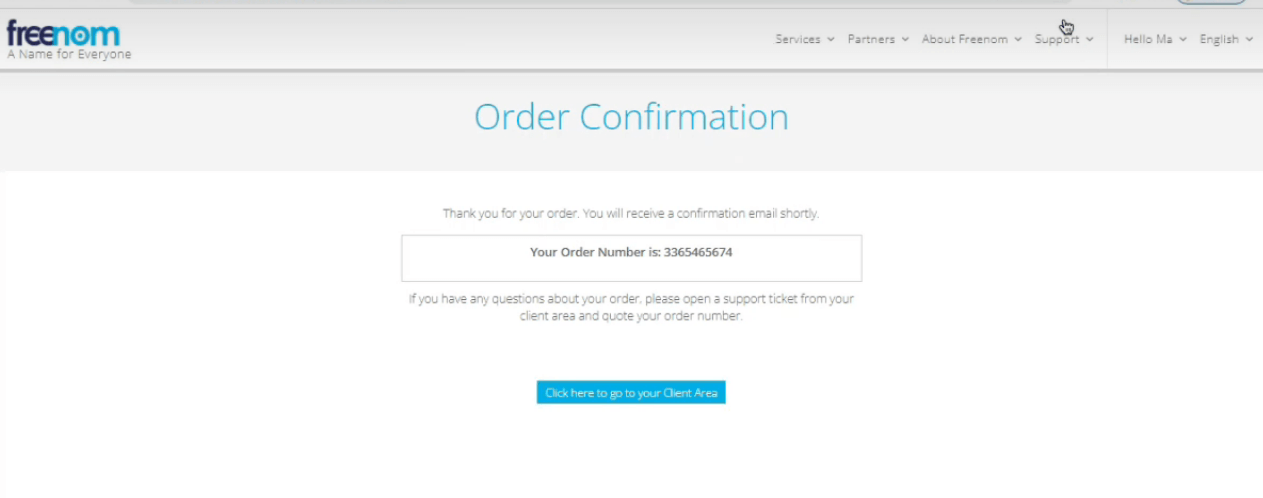 freenom
A Name for Everyone
Services Partners About Freenom Support Hello Ma English
Order Confirmation
Thank you for your order. You will receive a confirmation email shortly.
Your Order Number is: 3365465674
If you have any questions about your order, please open a support ticket from your
client area and quote your order number.
Click here to go to your Client Area